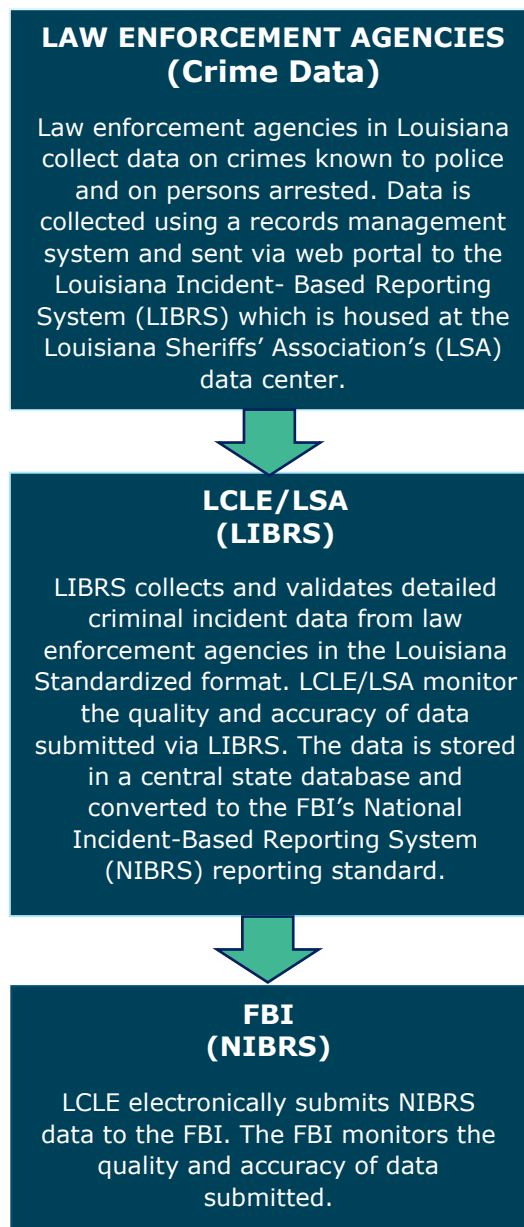 LAW ENFORCEMENT AGENCIES
(Crime Data)
Law enforcement agencies in Louisiana
collect data on crimes known to police
and on persons arrested. Data is
collected using a records management
system and sent via web portal to the
Louisiana Incident- Based Reporting
System (LIBRS) which is housed at the
Louisiana Sheriffs’ Association’s (LSA)
data center.
LCLE/LSA
(LIBRS)
LIBRS collects and validates detailed
criminal incident data from law
enforcement agencies in the Louisiana
Standardized format. LCLE/LSA monitor
the quality and accuracy of data
submitted via LIBRS. The data is stored
in a central state database and
converted to the FBI’s National
Incident-Based Reporting System
(NIBRS) reporting standard.
FBI
(NIBRS)
LCLE electronically submits NIBRS
data to the FBI. The FBI monitors the
quality and accuracy of data
submitted.